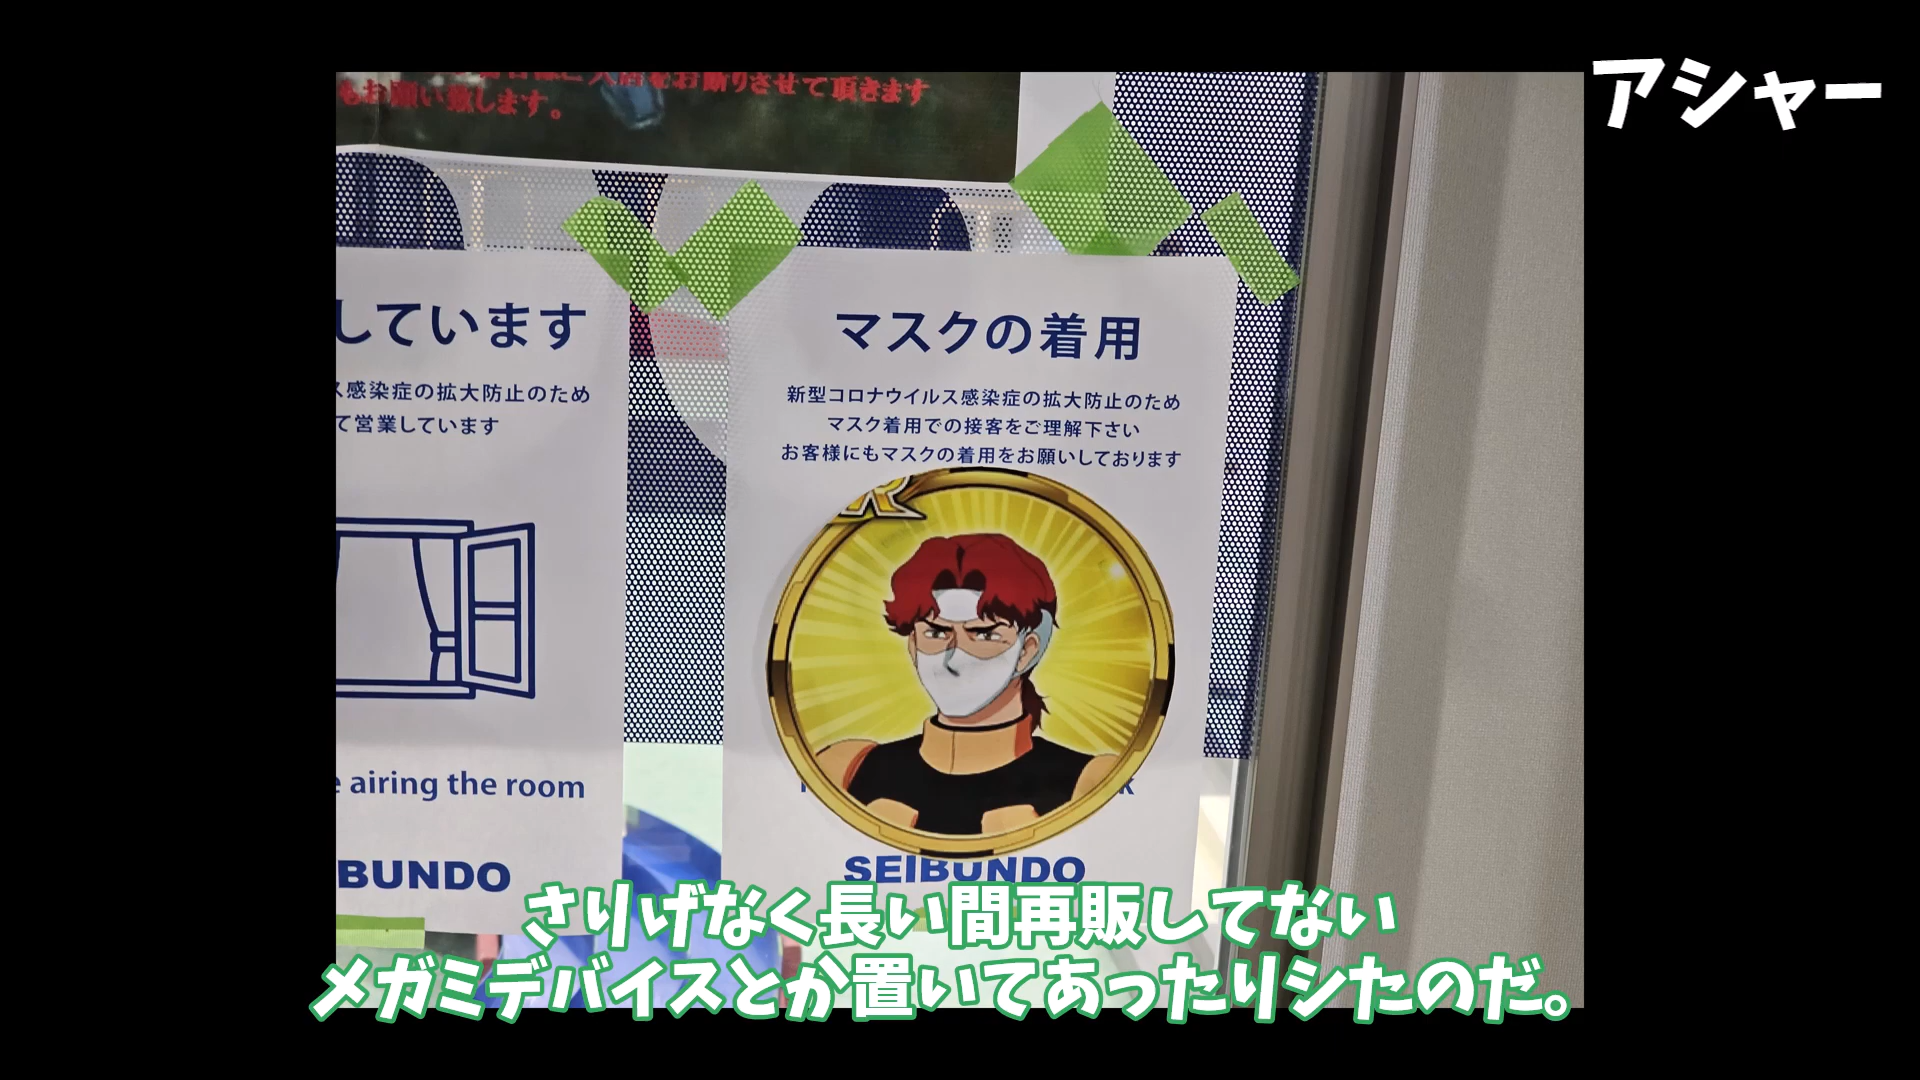 アシャー
入店をお断りさせて頂きます
もお願い致します。
しています
ス感染症の拡大防止のため
て営業しています
airing the room
BUNDO
マスクの着用
新型コロナウイルス感染症の拡大防止のため
マスク着用での接客をご理解下さい
お客様にもマスクの着用をお願いしております
R
SEIBUNDO
さりげなく長い間再販してない
メガミデバイスとか置いてあったりシたのだ。